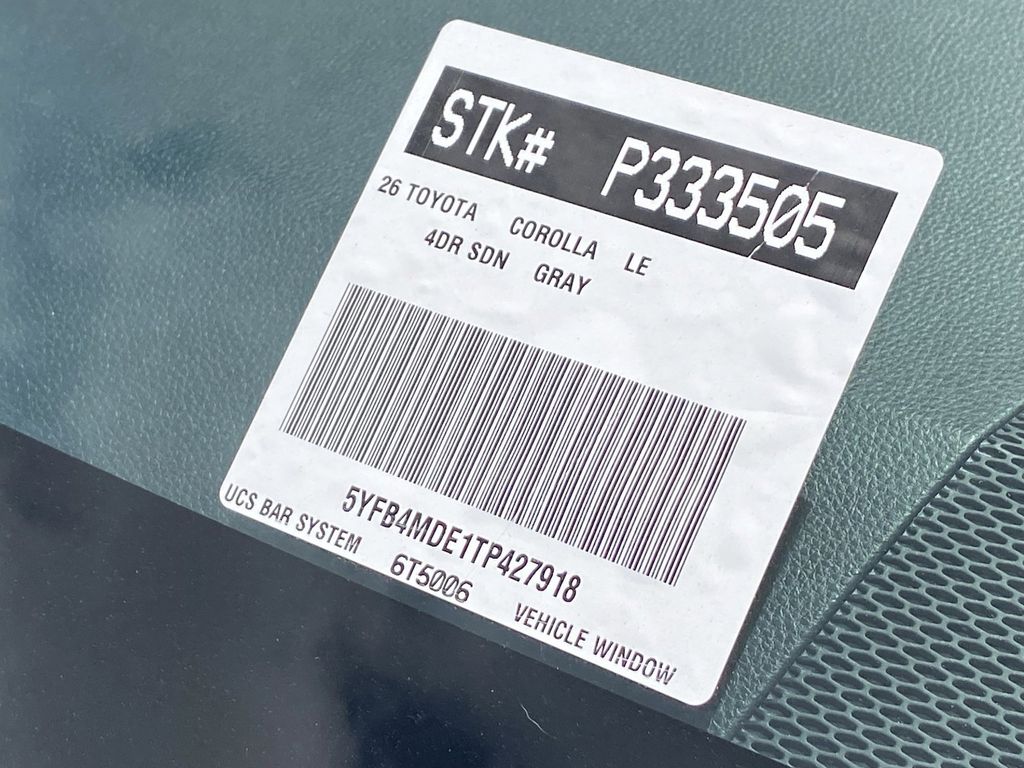 STK# P333505
26 TOYOTA COROLLA LE
4DR SDN GRAY
5YFB4MDE1TP427918
UCS BAR SYSTEM 6T5006 VEHICLE WINDOW